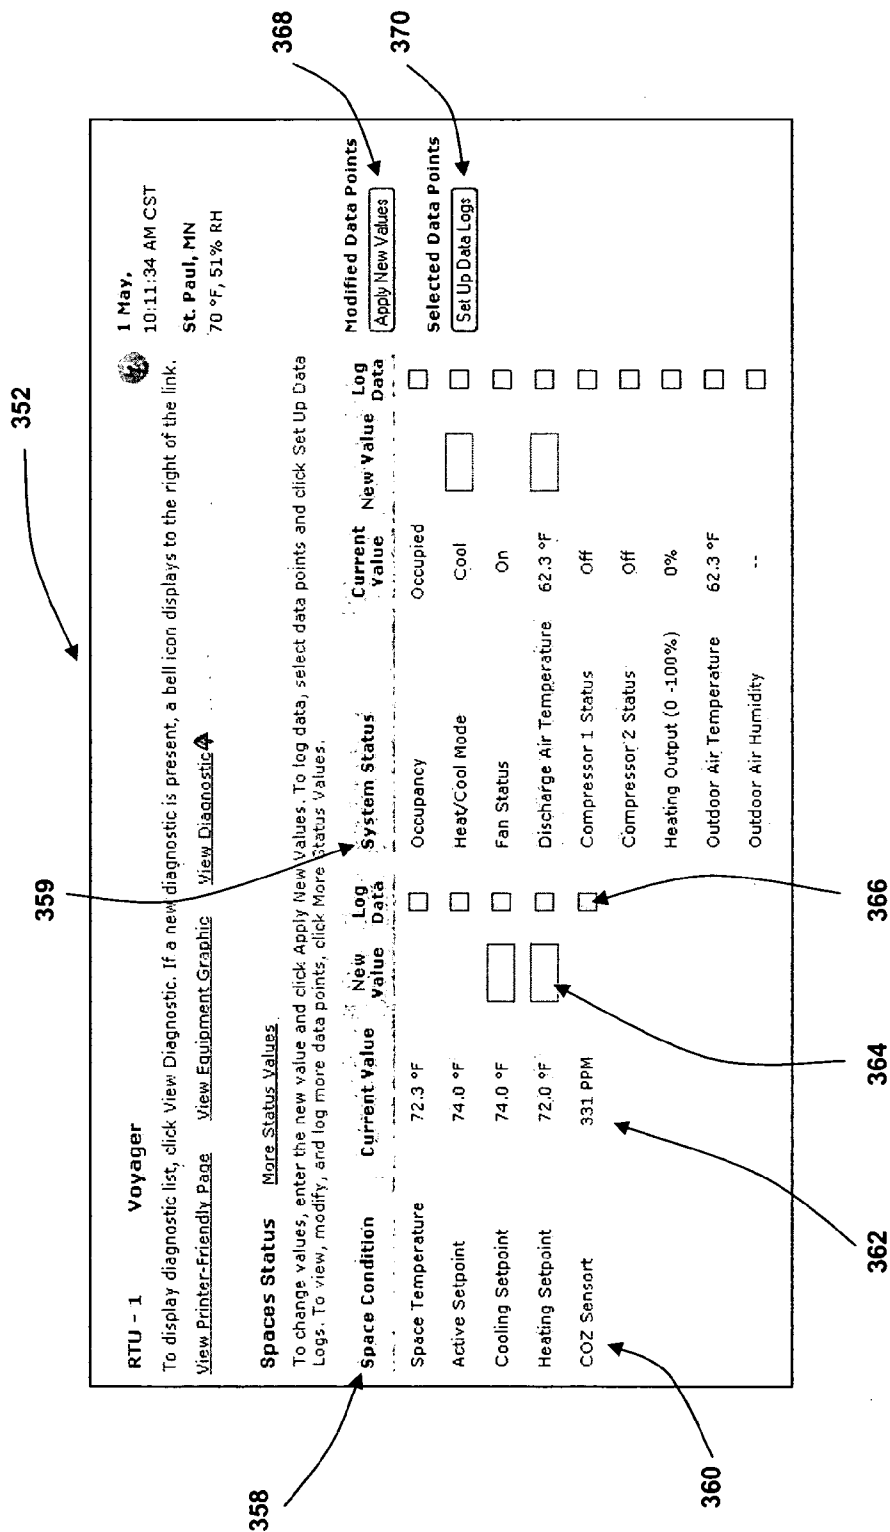 352
RTU - 1 Voyager
1 May,
10:11:34 AM CST
To display diagnostic list, click View Diagnostic. If a new diagnostic is present, a bell icon displays to the right of the link.
View Printer-Friendly Page View Equipment Graphic View Diagnostic
St. Paul, MN
70 °F, 51% RH
359
Spaces Status More Status Values
To change values, enter the new value and click Apply New Values. To log data, select data points and click Set Up Data
Logs. To view, modify, and log more data points, click More Status Values.
358
Space Condition Current Value New Value Log Data System Status Current Value New Value Log Data
Modified Data Points
Apply New Values
368
Selected Data Points
Set Up Data Logs
370
Space Temperature 72.3 °F Occupancy Occupied
Active Setpoint 74.0 °F Heat/Cool Mode Cool
Cooling Setpoint 74.0 °F Fan Status On
Heating Setpoint 72.0 °F Discharge Air Temperature 62.3 °F
COZ Sensort 331 PPM Compressor 1 Status Off
Compressor 2 Status Off
Heating Output (0 -100%) 0%
Outdoor Air Temperature 62.3 °F
Outdoor Air Humidity --
360
362
364
366